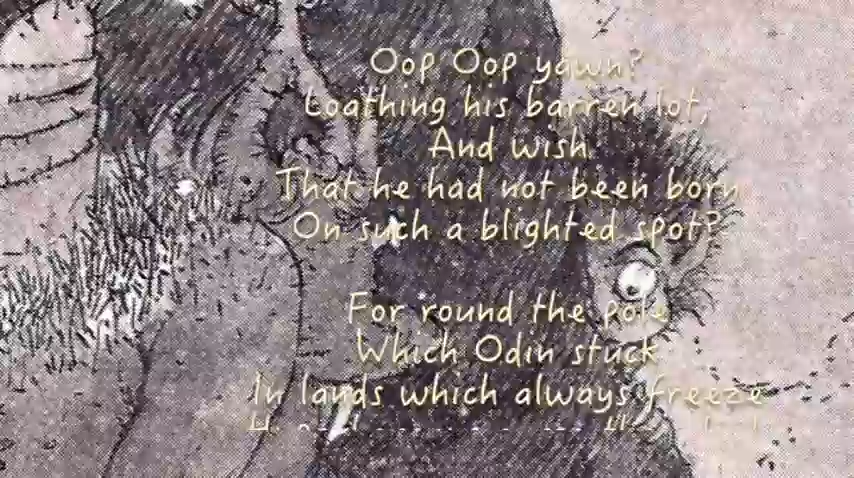 Oop Oop yawn?
Loathing his barren lot,
And wish
That he had not been born
On such a blighted spot?
For round the pole
Which Odin stuck
In lands which always freeze